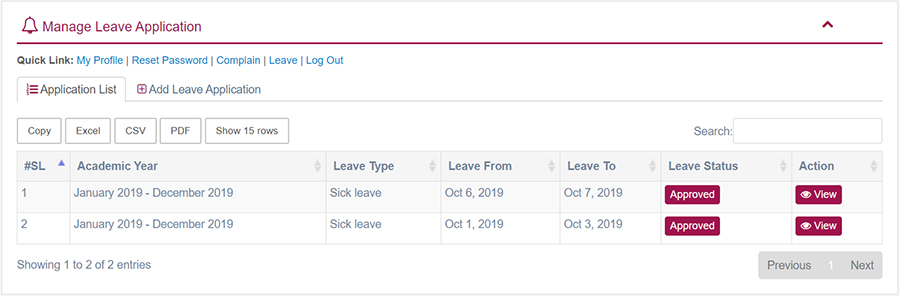 Manage Leave Application
Quick Link: My Profile | Reset Password | Complain | Leave | Log Out
Application List Add Leave Application
Copy Excel CSV PDF Show 15 rows Search:
#SL Academic Year Leave Type Leave From Leave To Leave Status Action
1 January 2019 - December 2019 Sick leave Oct 6, 2019 Oct 7, 2019 Approved View
2 January 2019 - December 2019 Sick leave Oct 1, 2019 Oct 3, 2019 Approved View
Showing 1 to 2 of 2 entries Previous 1 Next